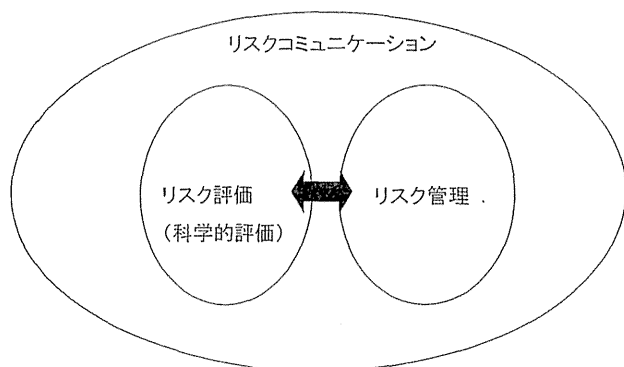 リスクコミュニケーション
リスク評価
(科学的評価)
リスク管理